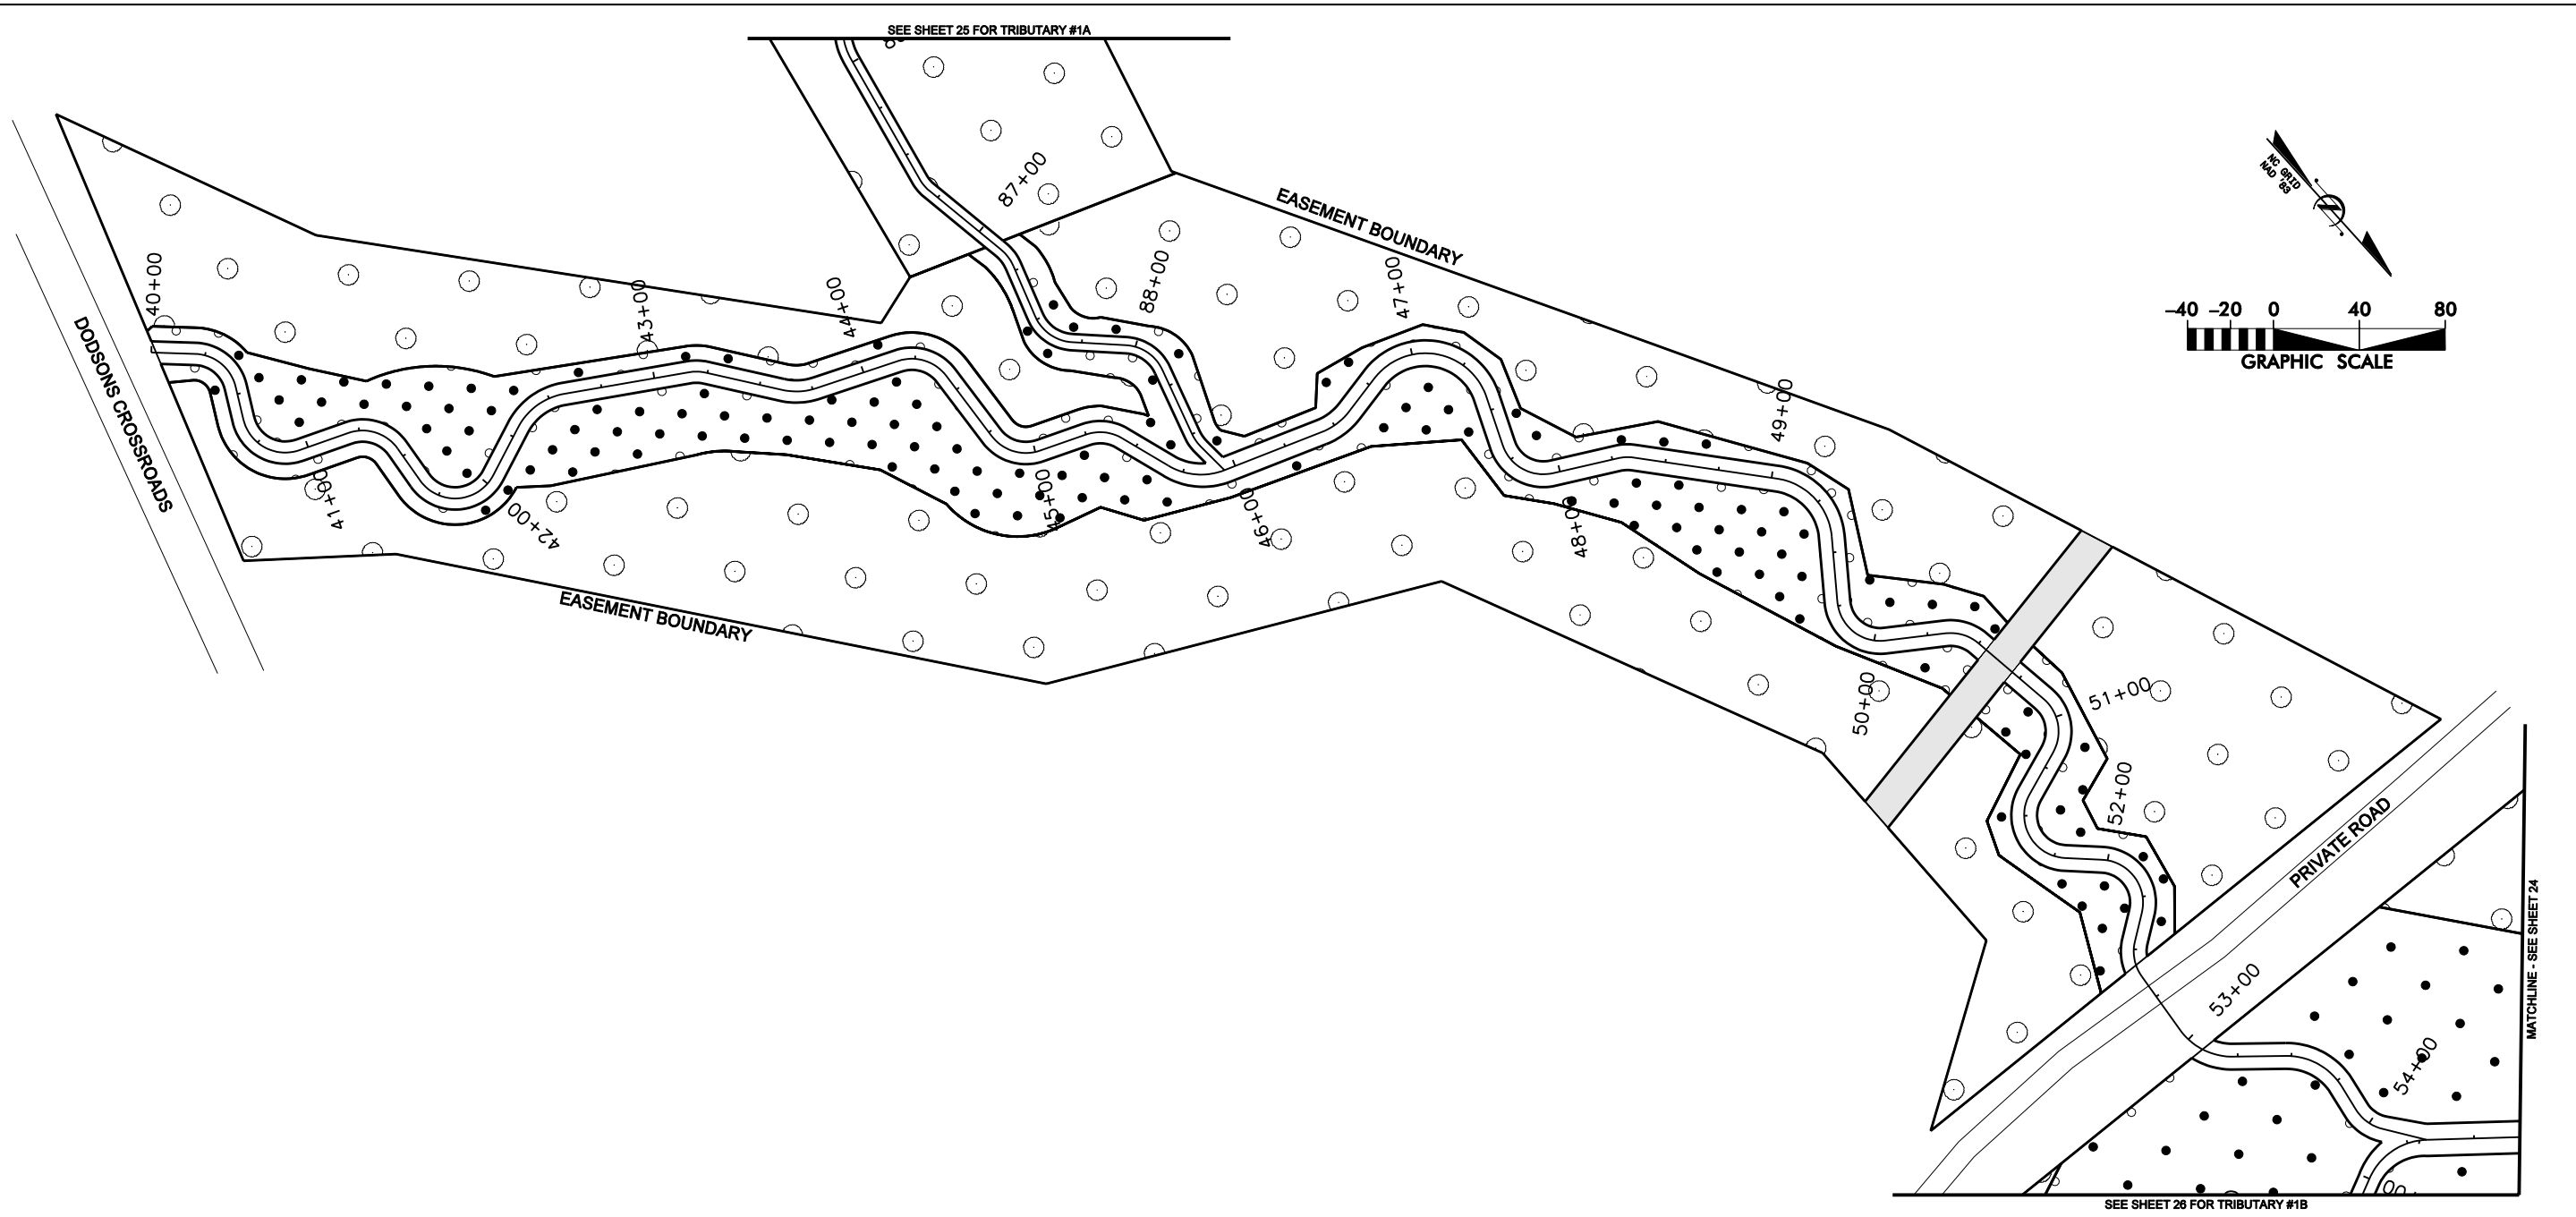 SEE SHEET 25 FOR TRIBUTARY #1A
NC GRID
NAD '83
87+00
EASEMENT BOUNDARY
40+00
43+00
44+00
88+00
47+00
-40 -20 0 40 80
GRAPHIC SCALE
DODSONS CROSSROADS
49+00
41+00
42+00
45+00
46+00
48+00
EASEMENT BOUNDARY
50+00
51+00
52+00
PRIVATE ROAD
53+00
54+00
MATCHLINE - SEE SHEET 24
SEE SHEET 26 FOR TRIBUTARY #1B